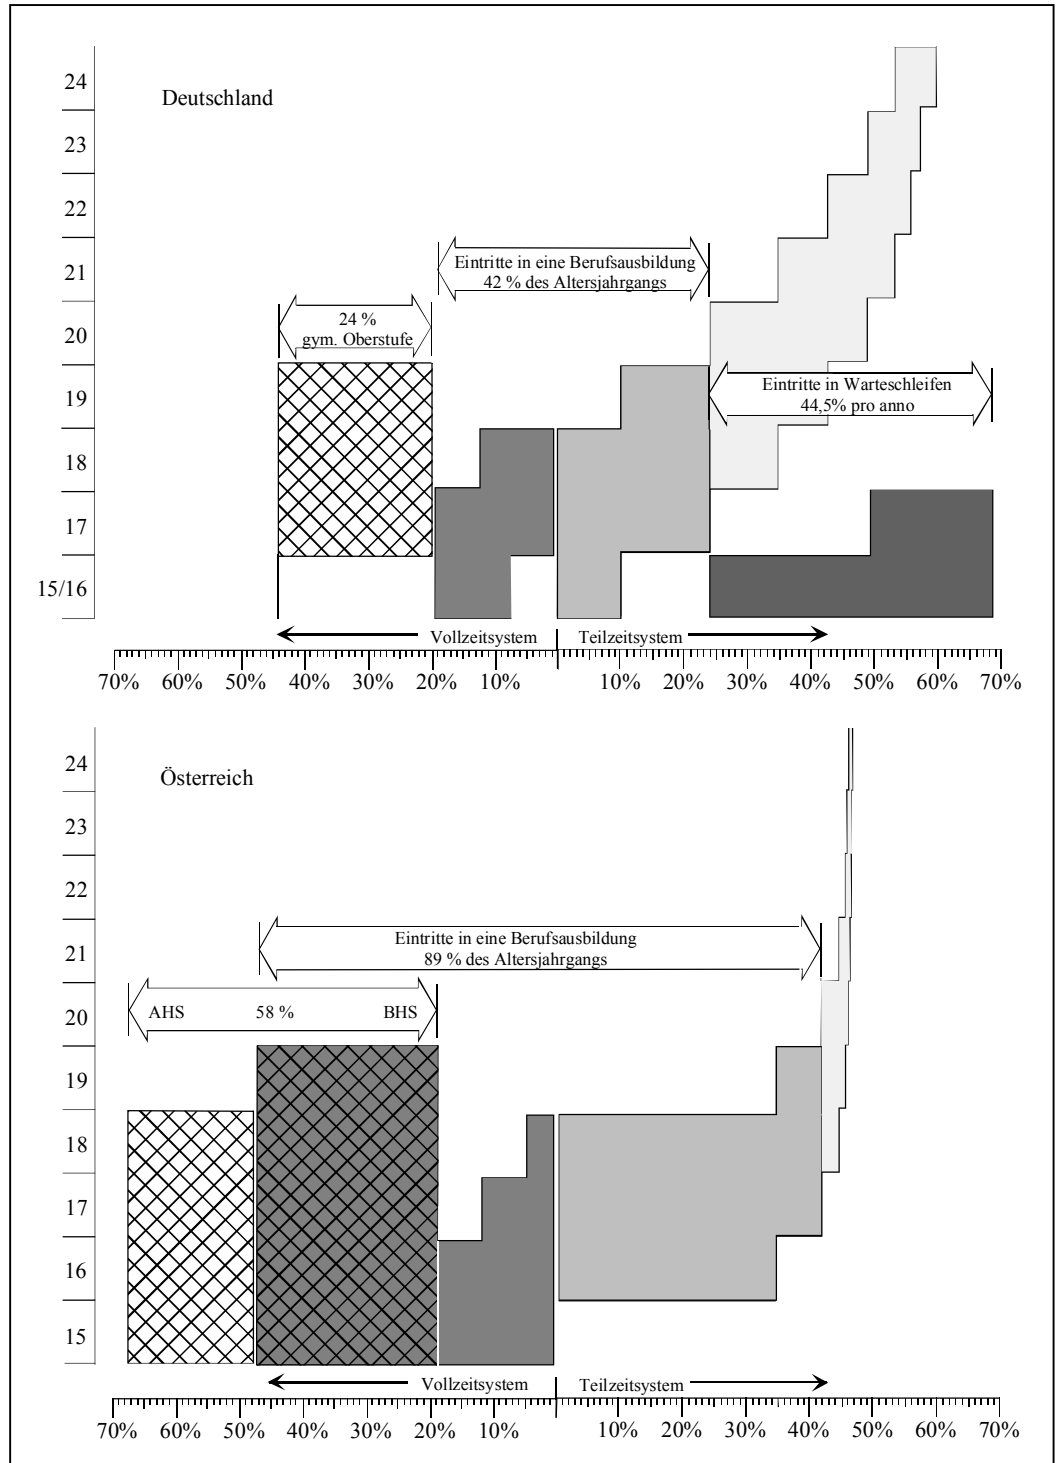 24
Deutschland
23
22
21
Eintritte in eine Berufsausbildung
42 % des Altersjahrgangs
20
24 %
gym. Oberstufe
19
Eintritte in Warteschleifen
44,5% pro anno
18
17
15/16
Vollzeitsystem Teilzeitsystem
70% 60% 50% 40% 30% 20% 10% 10% 20% 30% 40% 50% 60% 70%
24
Österreich
23
22
21
Eintritte in eine Berufsausbildung
89 % des Altersjahrgangs
20
AHS 58 % BHS
19
18
17
16
15
Vollzeitsystem Teilzeitsystem
70% 60% 50% 40% 30% 20% 10% 10% 20% 30% 40% 50% 60% 70%